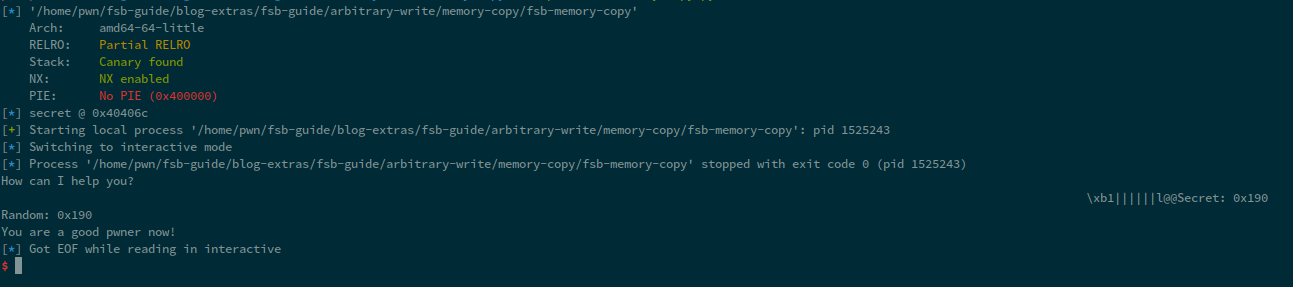 [*] '/home/pwn/fsb-guide/blog-extras/fsb-guide/arbitrary-write/memory-copy/fsb-memory-copy'
Arch: amd64-64-little
RELRO: Partial RELRO
Stack: Canary found
NX: NX enabled
PIE: No PIE (0x400000)
[*] secret @ 0x40406c
[+] Starting local process '/home/pwn/fsb-guide/blog-extras/fsb-guide/arbitrary-write/memory-copy/fsb-memory-copy': pid 1525243
[*] Switching to interactive mode
[*] Process '/home/pwn/fsb-guide/blog-extras/fsb-guide/arbitrary-write/memory-copy/fsb-memory-copy' stopped with exit code 0 (pid 1525243)
How can I help you?
\xb1||||||l@@Secret: 0x190
Random: 0x190
You are a good pwner now!
[*] Got EOF while reading in interactive
$